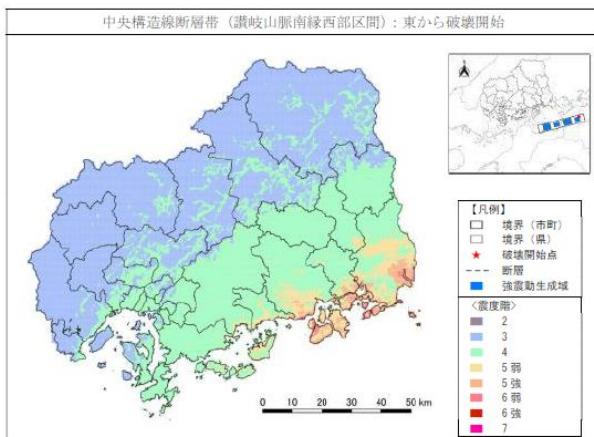 中央構造線断層帯（讃岐山脈南縁西部区間）：東から破壊開始
【凡例】
境界（市町）
境界（県）
破壊開始点
断層
強震動生成域
<震度階>
2
3
4
5 弱
5 強
6 弱
6 強
7
0 10 20 30 40 50 km